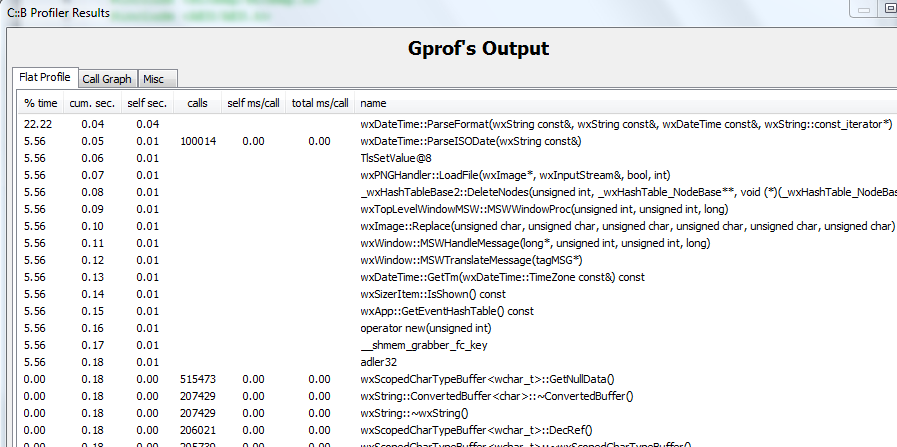 C::B Profiler Results
Gprof's Output
Flat Profile Call Graph Misc
% time cum. sec. self sec. calls self ms/call total ms/call name
22.22 0.04 0.04 wxDateTime::ParseFormat(wxString const&, wxString const&, wxDateTime const&, wxString::const_iterator*)
5.56 0.05 0.01 100014 0.00 0.00 wxDateTime::ParseISODate(wxString const&)
5.56 0.06 0.01 TlsSetValue@8
5.56 0.07 0.01 wxPNGHandler::LoadFile(wxImage*, wxInputStream&, bool, int)
5.56 0.08 0.01 _wxHashTableBase2::DeleteNodes(unsigned int, _wxHashTable_NodeBase**, void (*)(_wxHashTable_NodeBas
5.56 0.09 0.01 wxTopLevelWindowMSW::MSWWindowProc(unsigned int, unsigned int, long)
5.56 0.10 0.01 wxImage::Replace(unsigned char, unsigned char, unsigned char, unsigned char, unsigned char, unsigned char)
5.56 0.11 0.01 wxWindow::MSWHandleMessage(long*, unsigned int, unsigned int, long)
5.56 0.12 0.01 wxWindow::MSWTranslateMessage(tagMSG*)
5.56 0.13 0.01 wxDateTime::GetTm(wxDateTime::TimeZone const&) const
5.56 0.14 0.01 wxSizerItem::IsShown() const
5.56 0.15 0.01 wxApp::GetEventHashTable() const
5.56 0.16 0.01 operator new(unsigned int)
5.56 0.17 0.01 __shmem_grabber_fc_key
5.56 0.18 0.01 adler32
0.00 0.18 0.00 515473 0.00 0.00 wxScopedCharTypeBuffer<wchar_t>::GetNullData()
0.00 0.18 0.00 207429 0.00 0.00 wxString::ConvertedBuffer<char>::~ConvertedBuffer()
0.00 0.18 0.00 207429 0.00 0.00 wxString::~wxString()
0.00 0.18 0.00 206021 0.00 0.00 wxScopedCharTypeBuffer<wchar_t>::DecRef()